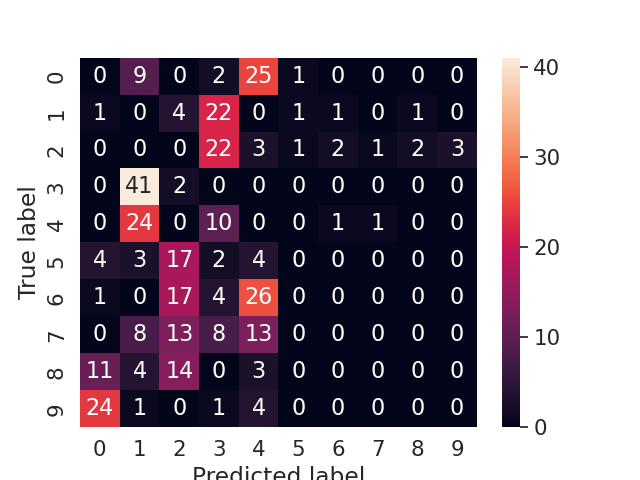 0 0 9 0 2 25 1 0 0 0 0
1 1 0 4 22 0 1 1 0 1 0
2 0 0 0 22 3 1 2 1 2 3
3 0 41 2 0 0 0 0 0 0 0
4 0 24 0 10 0 0 1 1 0 0
5 4 3 17 2 4 0 0 0 0 0
6 1 0 17 4 26 0 0 0 0 0
7 0 8 13 8 13 0 0 0 0 0
8 11 4 14 0 3 0 0 0 0 0
9 24 1 0 1 4 0 0 0 0 0
0 1 2 3 4 5 6 7 8 9
Predicted label
True label
40
30
20
10
0